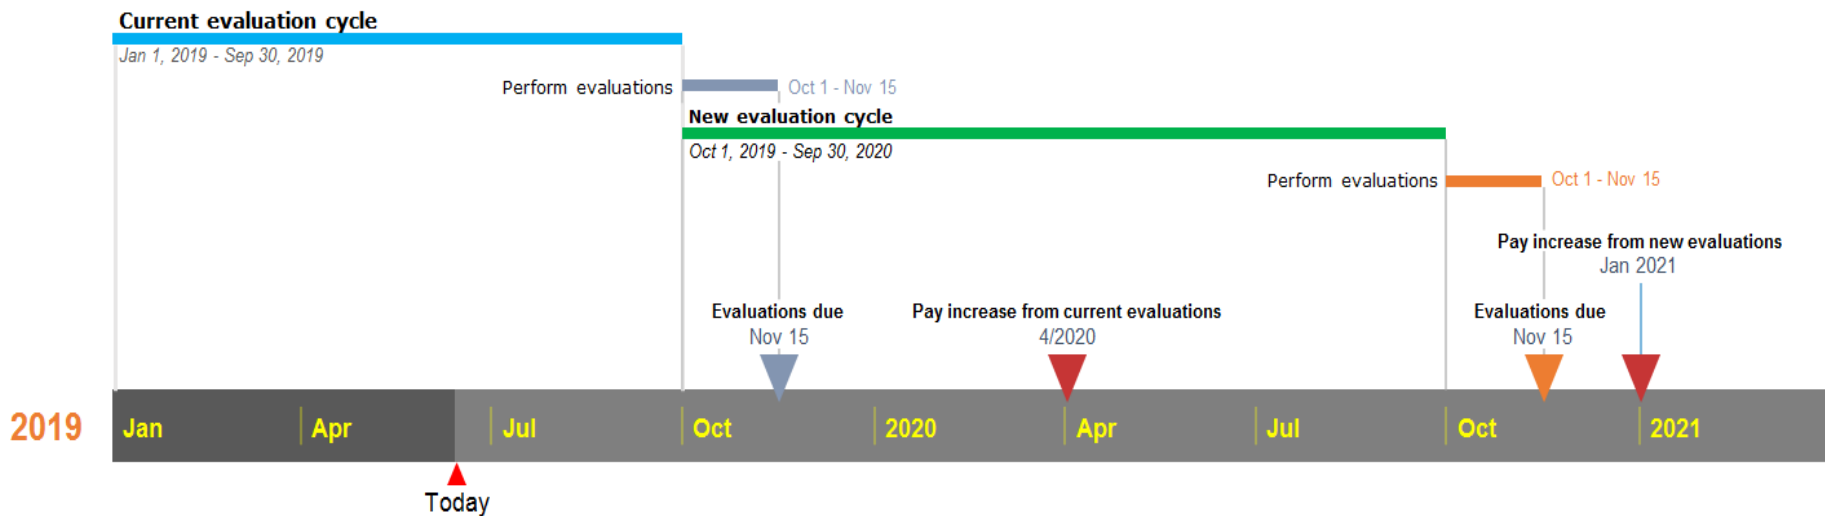 Current evaluation cycle
Jan 1, 2019 - Sep 30, 2019
Perform evaluations
Oct 1 - Nov 15
New evaluation cycle
Oct 1, 2019 - Sep 30, 2020
Perform evaluations
Oct 1 - Nov 15
Pay increase from new evaluations
Jan 2021
Evaluations due
Nov 15
Pay increase from current evaluations
4/2020
Evaluations due
Nov 15
2019
Jan
Apr
Jul
Oct
2020
Apr
Jul
Oct
2021
Today